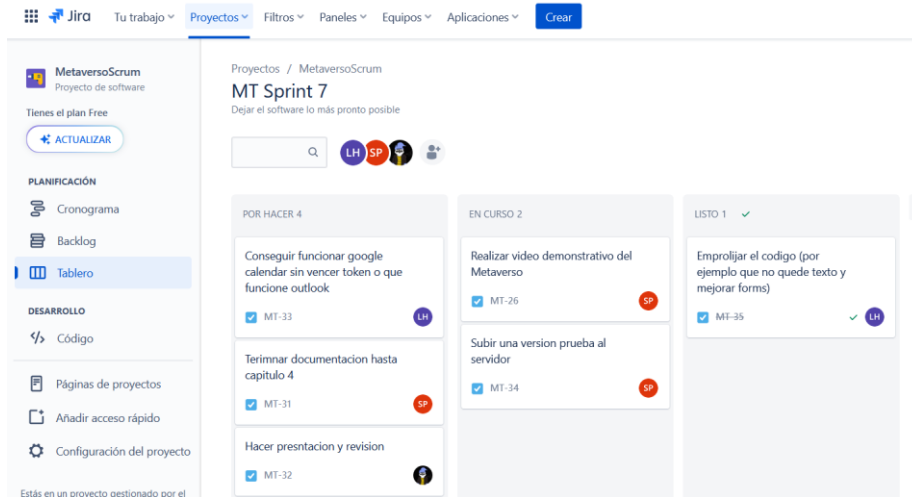 Jira
Tu trabajo
Proyectos
Filtros
Paneles
Equipos
Aplicaciones
Crear
MetaversoScrum
Proyecto de software
Tienes el plan Free
ACTUALIZAR
PLANIFICACIÓN
Cronograma
Backlog
Tablero
DESARROLLO
Código
Páginas de proyectos
Añadir acceso rápido
Configuración del proyecto
Estás en un proyecto gestionado por el
Proyectos / MetaversoScrum
MT Sprint 7
Dejar el software lo más pronto posible
LH
SP
POR HACER 4
Conseguir funcionar google
calendar sin vencer token o que
funcione outlook
MT-33
LH
Terimnar documentacion hasta
capitulo 4
MT-31
SP
Hacer presntacion y revision
MT-32
EN CURSO 2
Realizar video demonstrativo del
Metaverso
MT-26
SP
Subir una version prueba al
servidor
MT-34
SP
LISTO 1
Emprolijar el codigo (por
ejemplo que no quede texto y
mejorar forms)
MT-35
LH